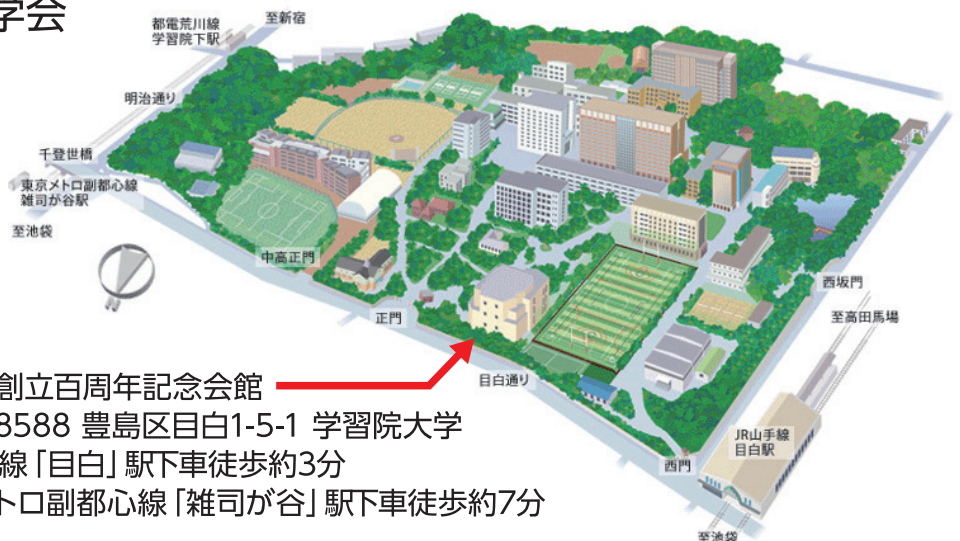 学会
都電荒川線
学習院下駅
至新宿
明治通り
千登世橋
東京メトロ副都心線
雑司が谷駅
至池袋
中高正門
正門
目白通り
西坂門
至高田馬場
JR山手線
目白駅
西門
至池袋
創立百周年記念会館
8588 豊島区目白1-5-1 学習院大学
線「目白」駅下車徒歩約3分
トロ副都心線「雑司が谷」駅下車徒歩約7分